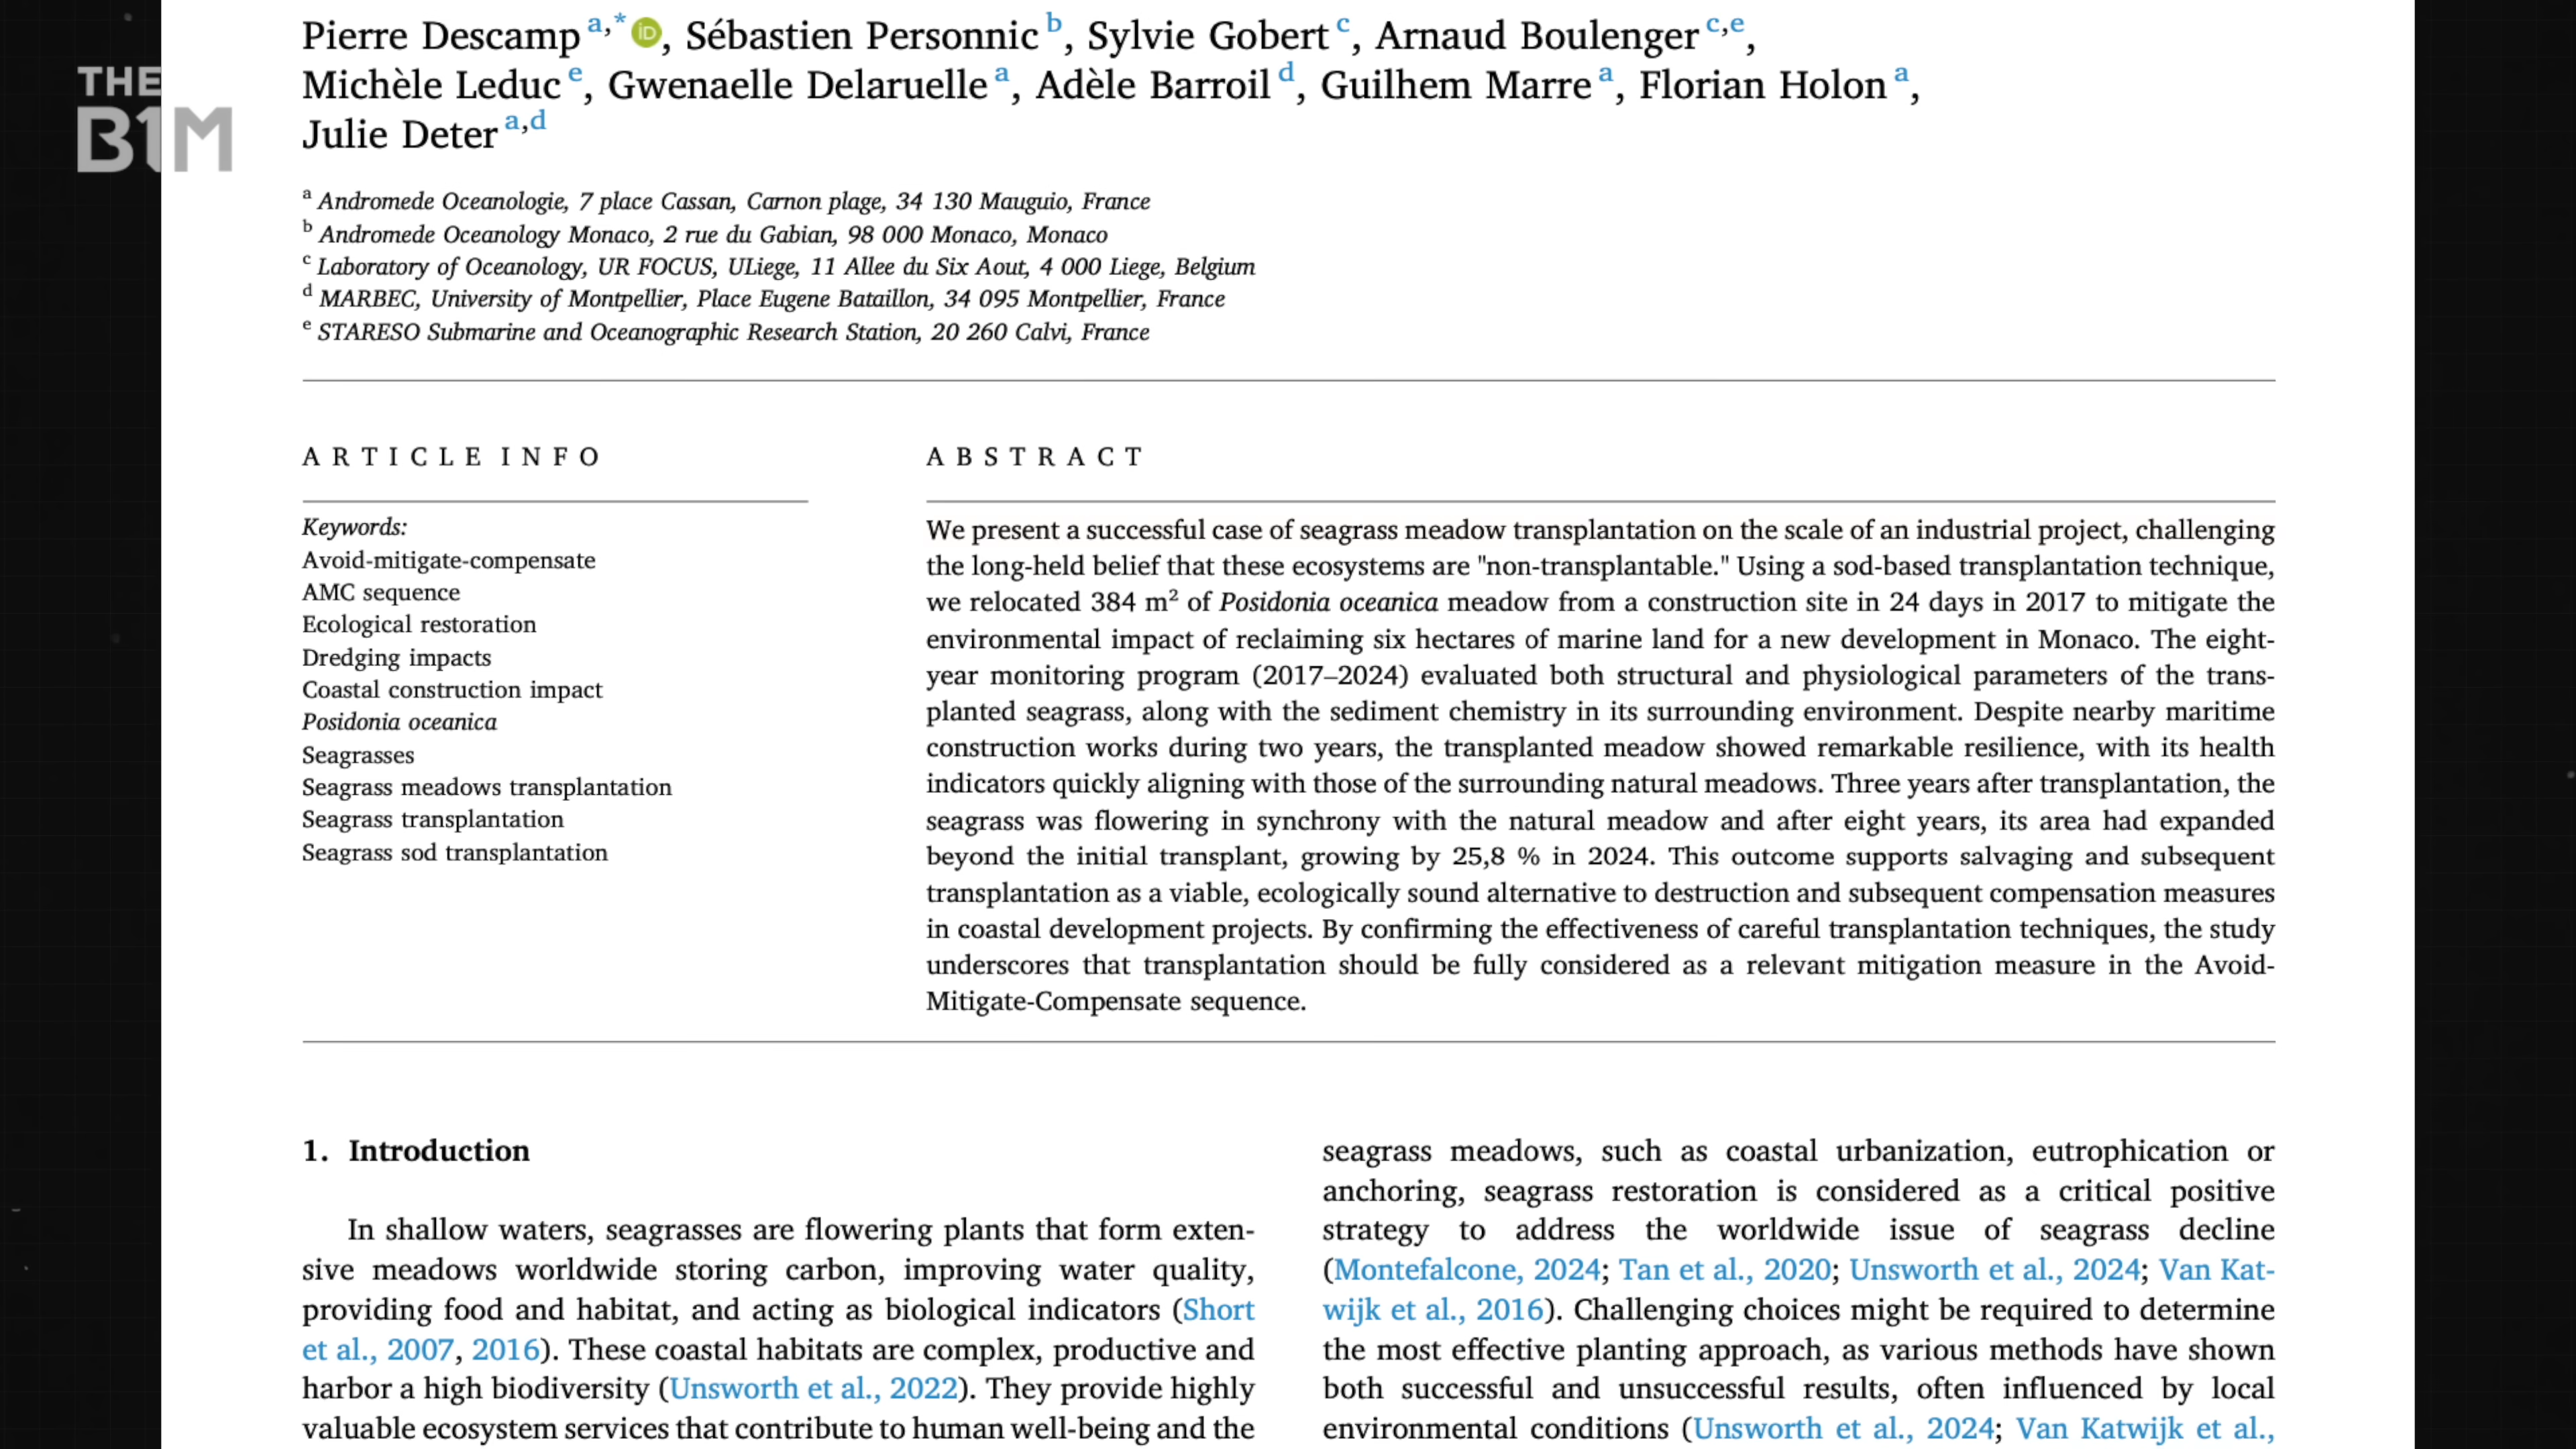 THE
B1M
Pierre Descamp a,* iD, Sébastien Personnic b, Sylvie Gobert c, Arnaud Boulenger c,e,
Michèle Leduc e, Gwenaelle Delaruelle a, Adèle Barroil d, Guilhem Marre a, Florian Holon a,
Julie Deter a,d
a Andromede Oceanologie, 7 place Cassan, Carnon plage, 34 130 Mauguio, France
b Andromede Oceanology Monaco, 2 rue du Gabian, 98 000 Monaco, Monaco
c Laboratory of Oceanology, UR FOCUS, ULiege, 11 Allee du Six Aout, 4 000 Liege, Belgium
d MARBEC, University of Montpellier, Place Eugene Bataillon, 34 095 Montpellier, France
e STARESO Submarine and Oceanographic Research Station, 20 260 Calvi, France
ARTICLE INFO
Keywords:
Avoid-mitigate-compensate
AMC sequence
Ecological restoration
Dredging impacts
Coastal construction impact
Posidonia oceanica
Seagrasses
Seagrass meadows transplantation
Seagrass transplantation
Seagrass sod transplantation
ABSTRACT
We present a successful case of seagrass meadow transplantation on the scale of an industrial project, challenging
the long-held belief that these ecosystems are "non-transplantable." Using a sod-based transplantation technique,
we relocated 384 m² of Posidonia oceanica meadow from a construction site in 24 days in 2017 to mitigate the
environmental impact of reclaiming six hectares of marine land for a new development in Monaco. The eight-
year monitoring program (2017–2024) evaluated both structural and physiological parameters of the trans-
planted seagrass, along with the sediment chemistry in its surrounding environment. Despite nearby maritime
construction works during two years, the transplanted meadow showed remarkable resilience, with its health
indicators quickly aligning with those of the surrounding natural meadows. Three years after transplantation, the
seagrass was flowering in synchrony with the natural meadow and after eight years, its area had expanded
beyond the initial transplant, growing by 25,8 % in 2024. This outcome supports salvaging and subsequent
transplantation as a viable, ecologically sound alternative to destruction and subsequent compensation measures
in coastal development projects. By confirming the effectiveness of careful transplantation techniques, the study
underscores that transplantation should be fully considered as a relevant mitigation measure in the Avoid-
Mitigate-Compensate sequence.
1. Introduction
In shallow waters, seagrasses are flowering plants that form exten-
sive meadows worldwide storing carbon, improving water quality,
providing food and habitat, and acting as biological indicators (Short
et al., 2007, 2016). These coastal habitats are complex, productive and
harbor a high biodiversity (Unsworth et al., 2022). They provide highly
valuable ecosystem services that contribute to human well-being and the
seagrass meadows, such as coastal urbanization, eutrophication or
anchoring, seagrass restoration is considered as a critical positive
strategy to address the worldwide issue of seagrass decline
(Montefalcone, 2024; Tan et al., 2020; Unsworth et al., 2024; Van Kat-
wijk et al., 2016). Challenging choices might be required to determine
the most effective planting approach, as various methods have shown
both successful and unsuccessful results, often influenced by local
environmental conditions (Unsworth et al., 2024; Van Katwijk et al.,